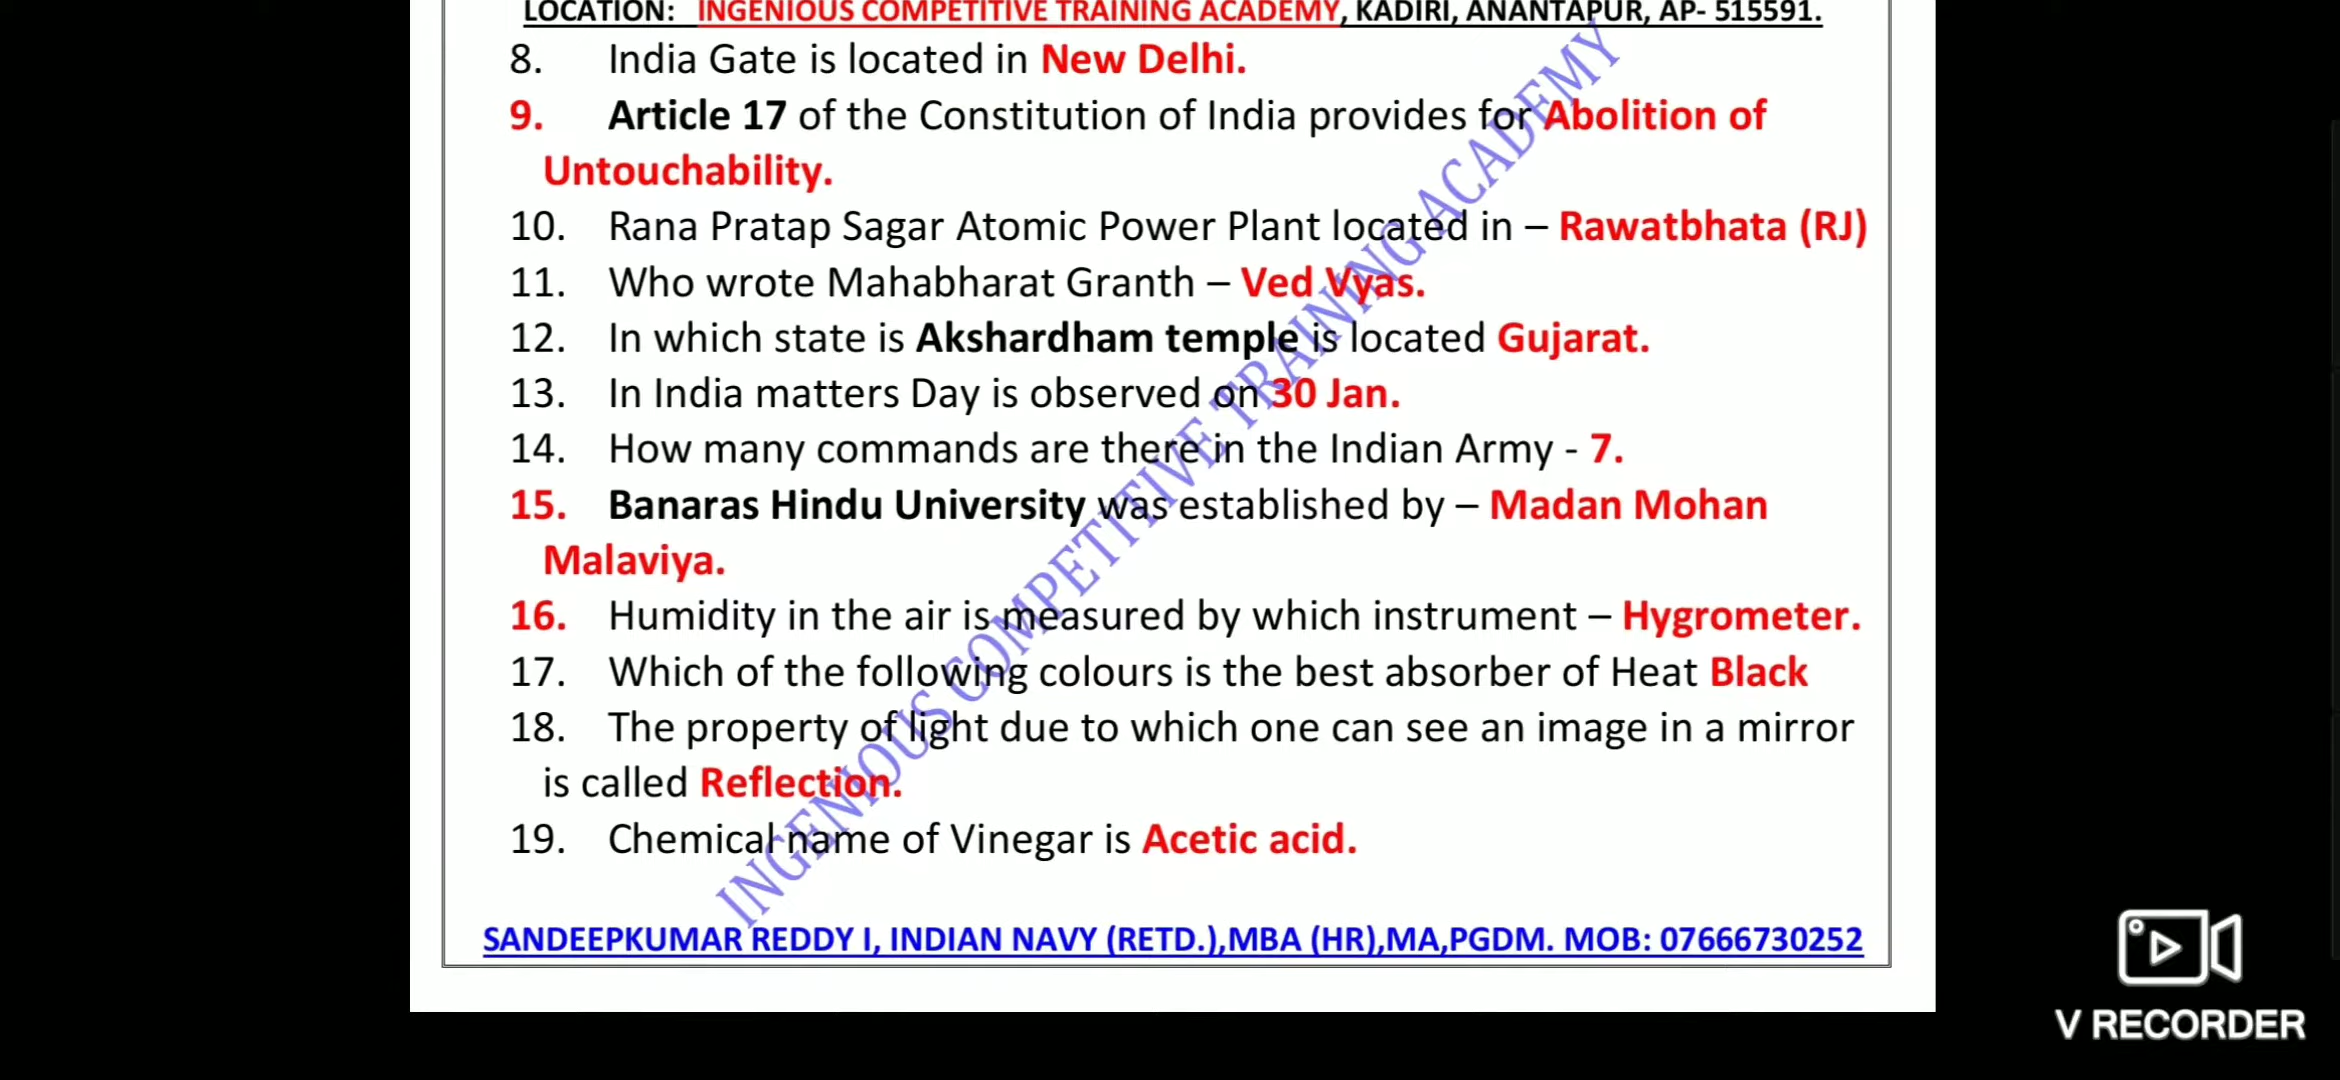 LOCATION: INGENIOUS COMPETITIVE TRAINING ACADEMY, KADIRI, ANANTAPUR, AP- 515591.
8. India Gate is located in New Delhi.
9. Article 17 of the Constitution of India provides for Abolition of
Untouchability.
10. Rana Pratap Sagar Atomic Power Plant located in – Rawatbhata (RJ)
11. Who wrote Mahabharat Granth – Ved Vyas.
12. In which state is Akshardham temple is located Gujarat.
13. In India matters Day is observed on 30 Jan.
14. How many commands are there in the Indian Army - 7.
15. Banaras Hindu University was established by – Madan Mohan
Malaviya.
16. Humidity in the air is measured by which instrument – Hygrometer.
17. Which of the following colours is the best absorber of Heat Black
18. The property of light due to which one can see an image in a mirror
is called Reflection.
19. Chemical name of Vinegar is Acetic acid.
INGENIOUS COMPETITIVE TRAINING ACADEMY
SANDEEPKUMAR REDDY I, INDIAN NAVY (RETD.),MBA (HR),MA,PGDM. MOB: 07666730252
V RECORDER